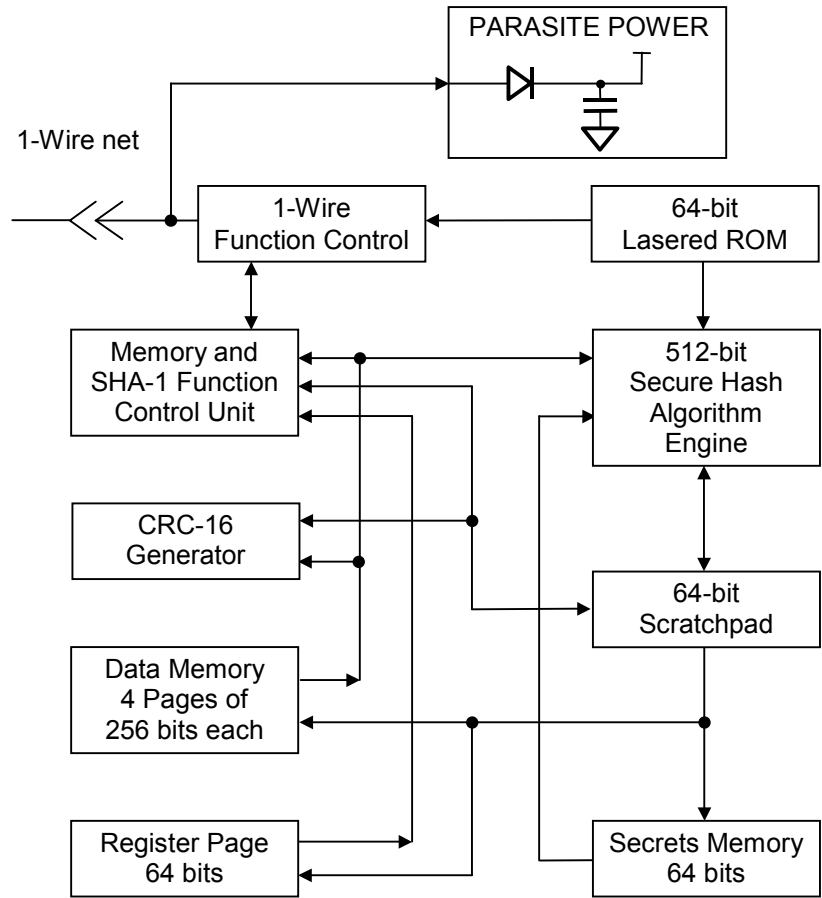 PARASITE POWER
1-Wire net
1-Wire
Function Control
64-bit
Lasered ROM
Memory and
SHA-1 Function
Control Unit
512-bit
Secure Hash
Algorithm
Engine
CRC-16
Generator
64-bit
Scratchpad
Data Memory
4 Pages of
256 bits each
Register Page
64 bits
Secrets Memory
64 bits